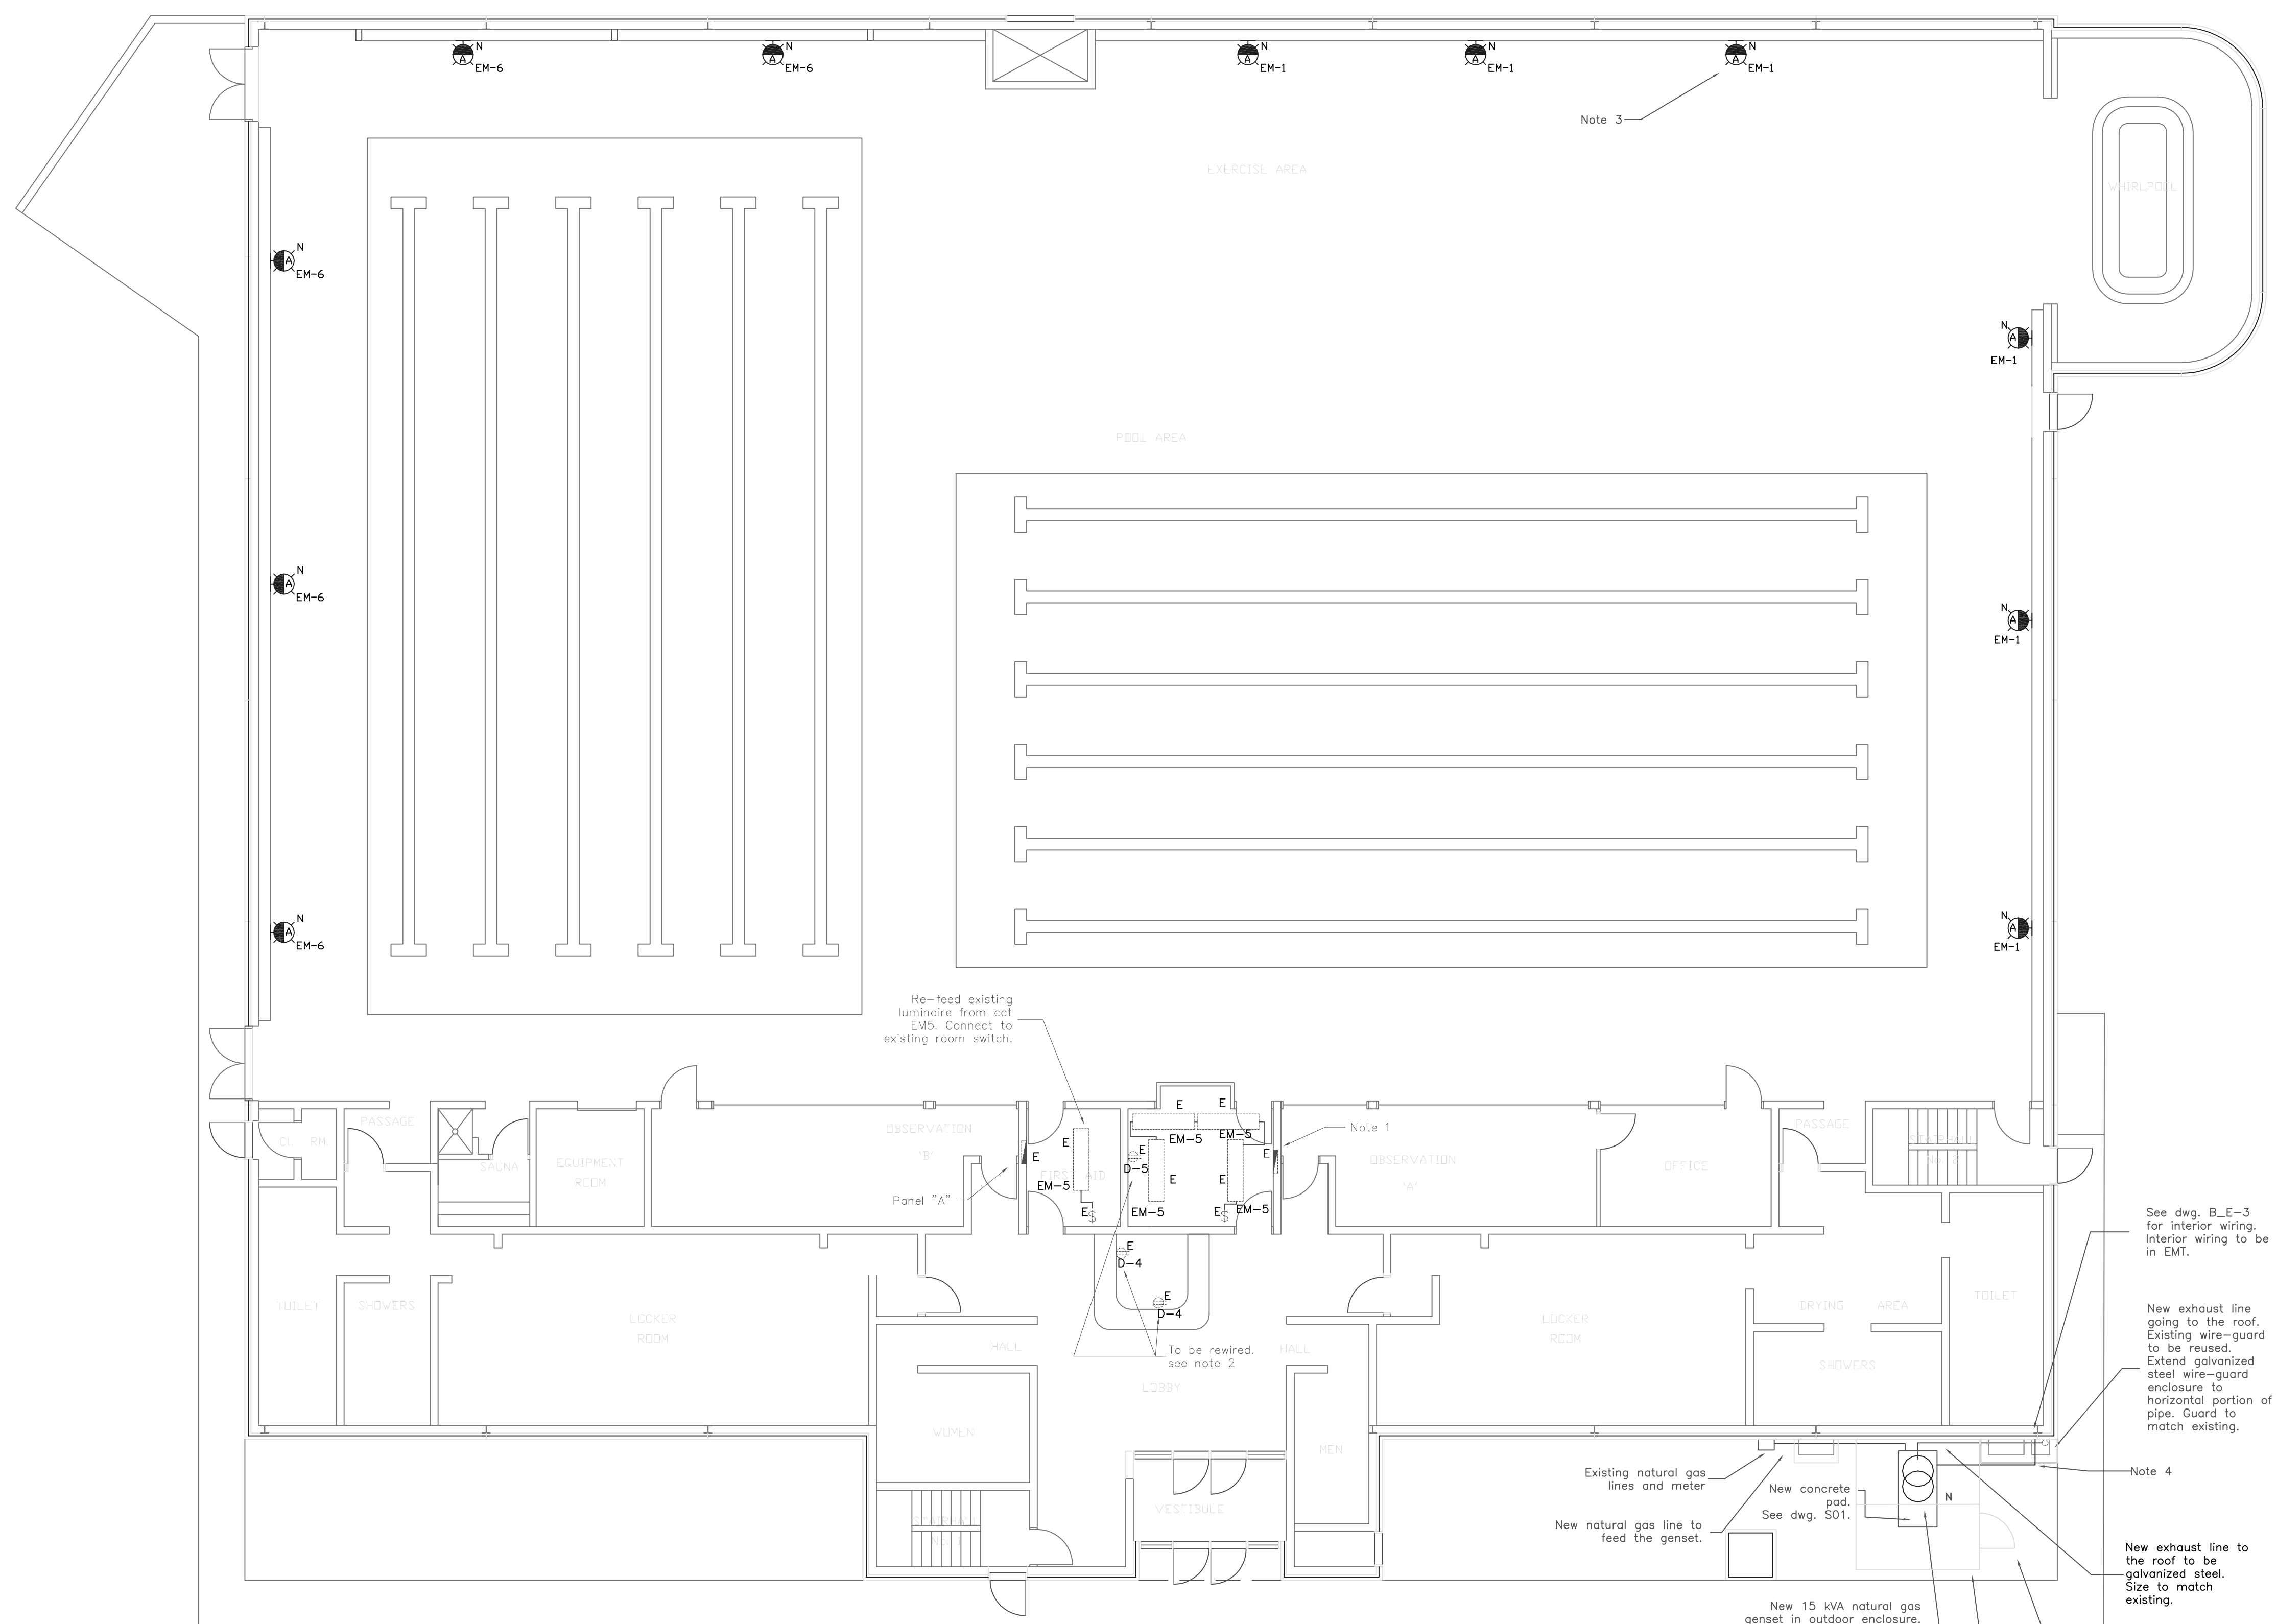 N
A
EM-6
N
A
EM-6
N
A
EM-1
N
A
EM-1
N
A
EM-1
Note 3
EXERCISE AREA
WHIRLPOOL
N
A
EM-6
N
A
EM-1
POOL AREA
N
A
EM-6
N
A
EM-1
N
A
EM-6
N
A
EM-1
Re-feed existing
luminaire from cct
EM5. Connect to
existing room switch.
CL. RM.
PASSAGE
SAUNA
EQUIPMENT
ROOM
OBSERVATION
'B'
Panel "A"
E
E
FIRST AID
EM-5
E
$
E
E
EM-5
EM-5
E
D-5
E
E
EM-5
E
$
EM-5
E
Note 1
OBSERVATION
'A'
OFFICE
PASSAGE
STAIRWELL
E
D-4
E
D-4
To be rewired.
see note 2
TOILET
SHOWERS
LOCKER
ROOM
HALL
HALL
LOBBY
WOMEN
MEN
VESTIBULE
LOCKER
ROOM
DRYING AREA
SHOWERS
TOILET
See dwg. B_E-3
for interior wiring.
Interior wiring to be
in EMT.
New exhaust line
going to the roof.
Existing wire-guard
to be reused.
Extend galvanized
steel wire-guard
enclosure to
horizontal portion of
pipe. Guard to
match existing.
Note 4
Existing natural gas
lines and meter
New concrete
pad.
See dwg. S01.
N
New natural gas line to
feed the genset.
New exhaust line to
the roof to be
galvanized steel.
Size to match
existing.
New 15 kVA natural gas
genset in outdoor enclosure.